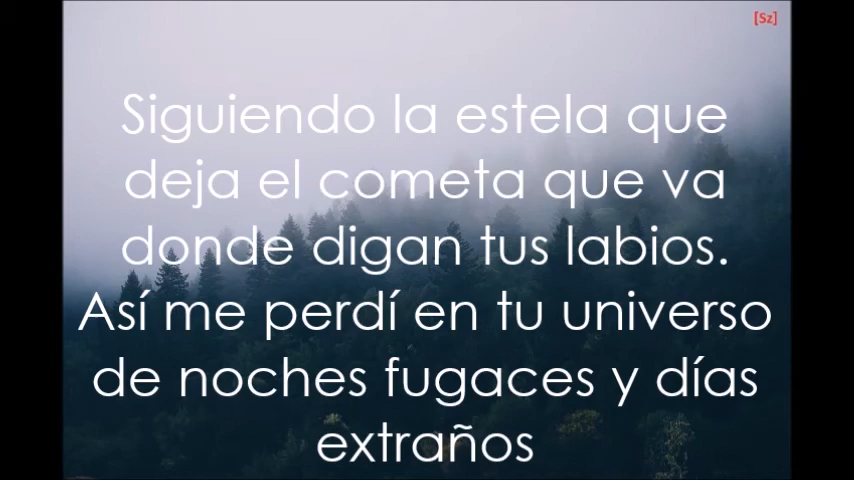 [Sz]
Siguiendo la estela que
deja el cometa que va
donde digan tus labios.
Así me perdí en tu universo
de noches fugaces y días
extraños